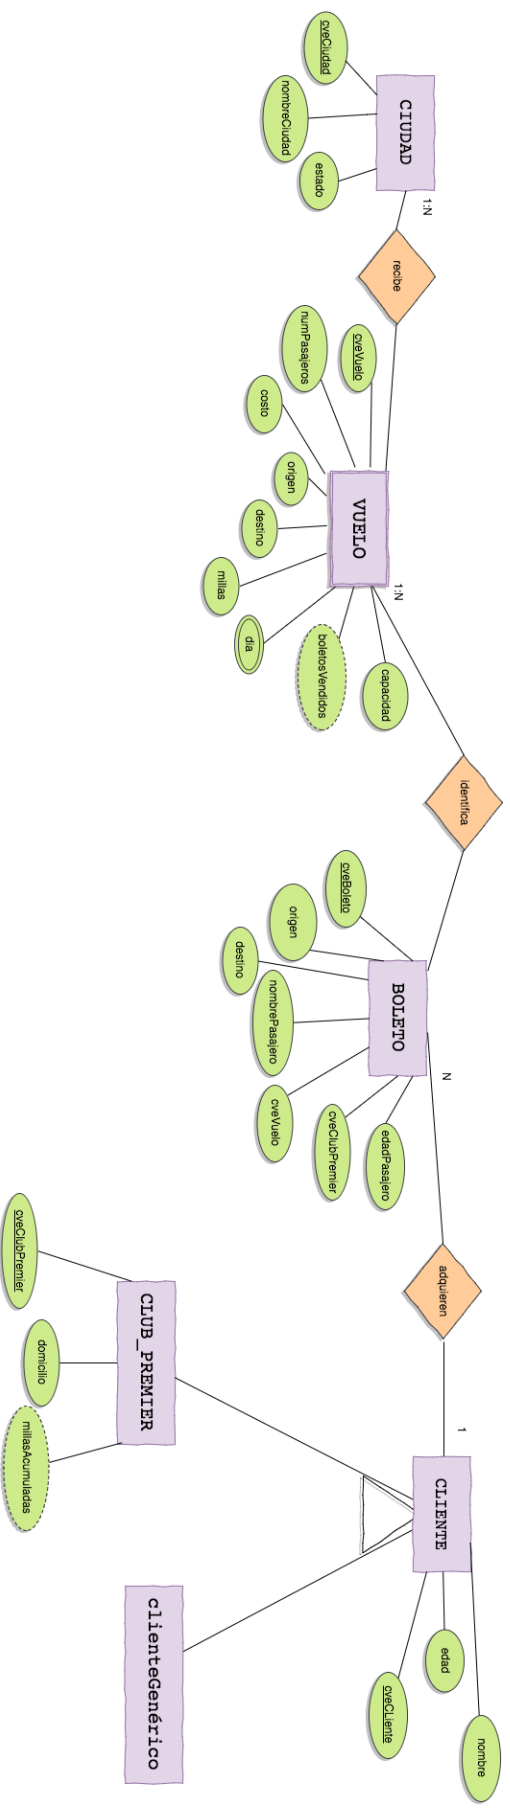 cveCiudad
nombreCiudad
estado
CIUDAD
1:N
recibe
cveVuelo
numPasajeros
costo
origen
destino
millas
dia
boletosVendidos
capacidad
VUELO
1:N
identifica
cveBoleto
origen
destino
nombrePasajero
cveVuelo
cveClubPremier
edadPasajero
BOLETO
N
adquieren
1
CLIENTE
nombre
edad
cveCLiente
CLUB_PREMIER
cveClubPremier
domicilio
millasAcumuladas
clienteGenérico